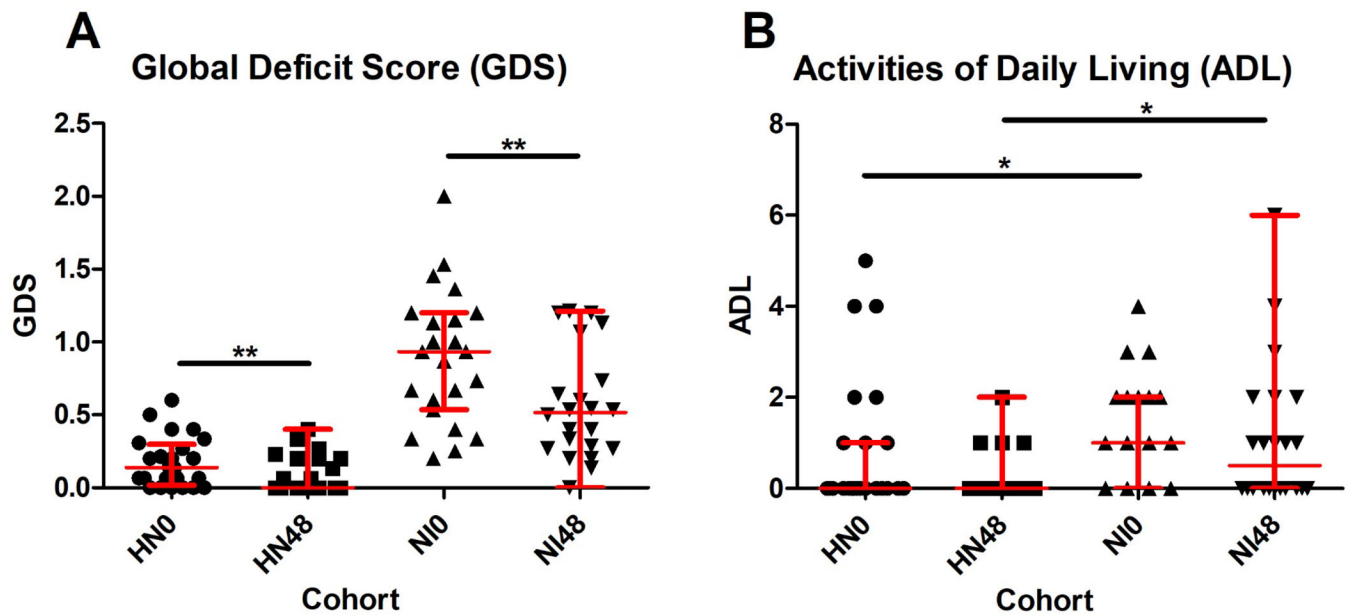 A
Global Deficit Score (GDS)
2.5
2.0
1.5
1.0
0.5
0.0
GDS
**
**
HN0
HN48
NI0
NI48
Cohort
B
Activities of Daily Living (ADL)
8
6
4
2
0
ADL
*
*
HN0
HN48
NI0
NI48
Cohort